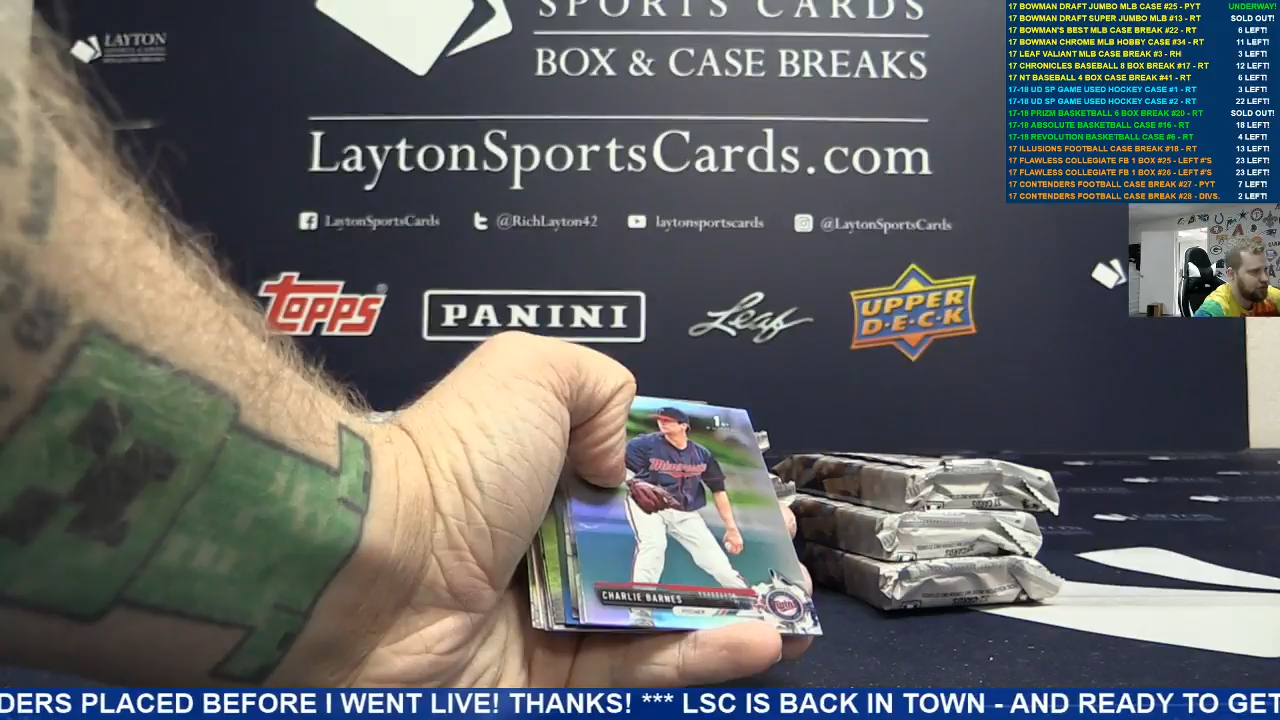 SPORTS CARDS
BOX & CASE BREAKS
LaytonSportsCards.com
LaytonSportsCards
@RichLayton42
laytonsportscards
@LaytonSportsCards
LAYTON
topps
PANINI
Leaf
UPPER
D·E·C·K
17 BOWMAN DRAFT JUMBO MLB CASE #25 - PYT UNDERWAY!
17 BOWMAN DRAFT SUPER JUMBO MLB #13 - RT SOLD OUT!
17 BOWMAN'S BEST MLB CASE BREAK #22 - RT 6 LEFT!
17 BOWMAN CHROME MLB HOBBY CASE #34 - RT 11 LEFT!
17 LEAF VALIANT MLB CASE BREAK #3 - RH 3 LEFT!
17 CHRONICLES BASEBALL 8 BOX BREAK #17 - RT 12 LEFT!
17 NT BASEBALL 4 BOX CASE BREAK #41 - RT 6 LEFT!
17-18 UD SP GAME USED HOCKEY CASE #1 - RT 3 LEFT!
17-18 UD SP GAME USED HOCKEY CASE #2 - RT 22 LEFT!
17-18 PRIZM BASKETBALL 6 BOX BREAK #20 - RT SOLD OUT!
17-18 ABSOLUTE BASKETBALL CASE #16 - RT 18 LEFT!
17-18 REVOLUTION BASKETBALL CASE #6 - RT 4 LEFT!
17 ILLUSIONS FOOTBALL CASE BREAK #18 - RT 13 LEFT!
17 FLAWLESS COLLEGIATE FB 1 BOX #25 - LEFT #'S 23 LEFT!
17 FLAWLESS COLLEGIATE FB 1 BOX #26 - LEFT #'S 23 LEFT!
17 CONTENDERS FOOTBALL CASE BREAK #27 - PYT 7 LEFT!
17 CONTENDERS FOOTBALL CASE BREAK #28 - DIVS. 2 LEFT!
1ST
Minnesota
CHARLIE BARNES
PITCHER
Twins
DERS PLACED BEFORE I WENT LIVE! THANKS! *** LSC IS BACK IN TOWN - AND READY TO GET